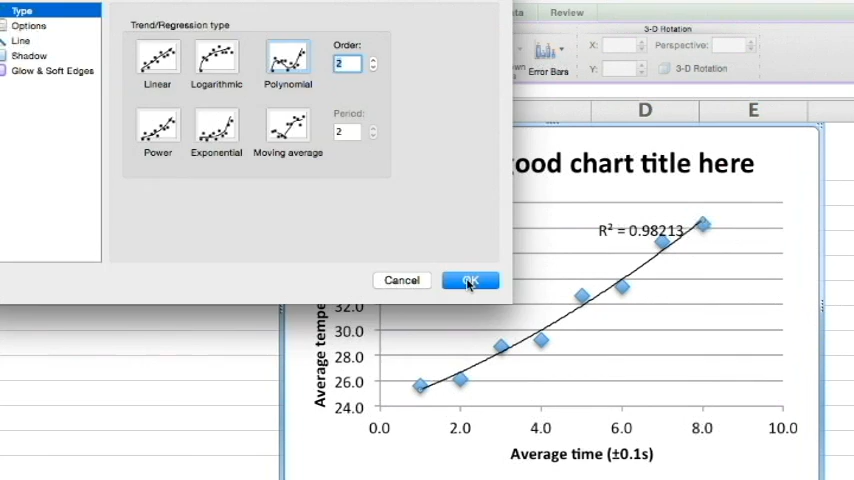 Type
Options
Line
Shadow
Glow & Soft Edges
Trend/Regression type
Order:
2
Linear
Logarithmic
Polynomial
Period:
2
Power
Exponential
Moving average
Cancel
OK
Review
3-D Rotation
X:
Perspective:
Y:
3-D Rotation
Error Bars
D
E
good chart title here
R² = 0.98213
32.0
30.0
28.0
26.0
24.0
0.0
2.0
4.0
6.0
8.0
10.0
Average time (±0.1s)
Average tempe